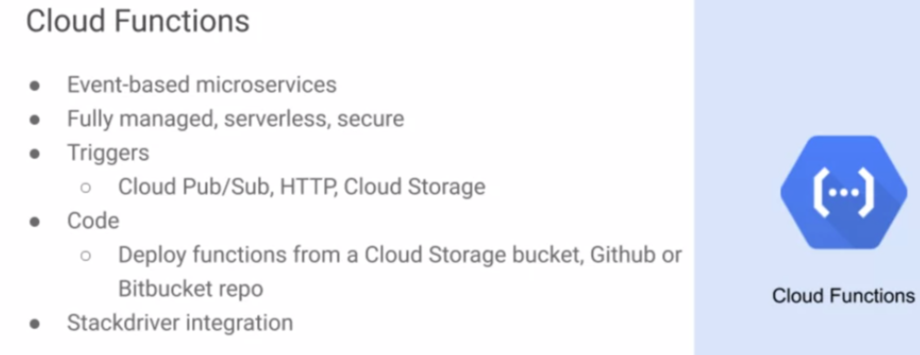 Cloud Functions
● Event-based microservices
● Fully managed, serverless, secure
● Triggers
○ Cloud Pub/Sub, HTTP, Cloud Storage
● Code
○ Deploy functions from a Cloud Storage bucket, Github or
Bitbucket repo
● Stackdriver integration
Cloud Functions